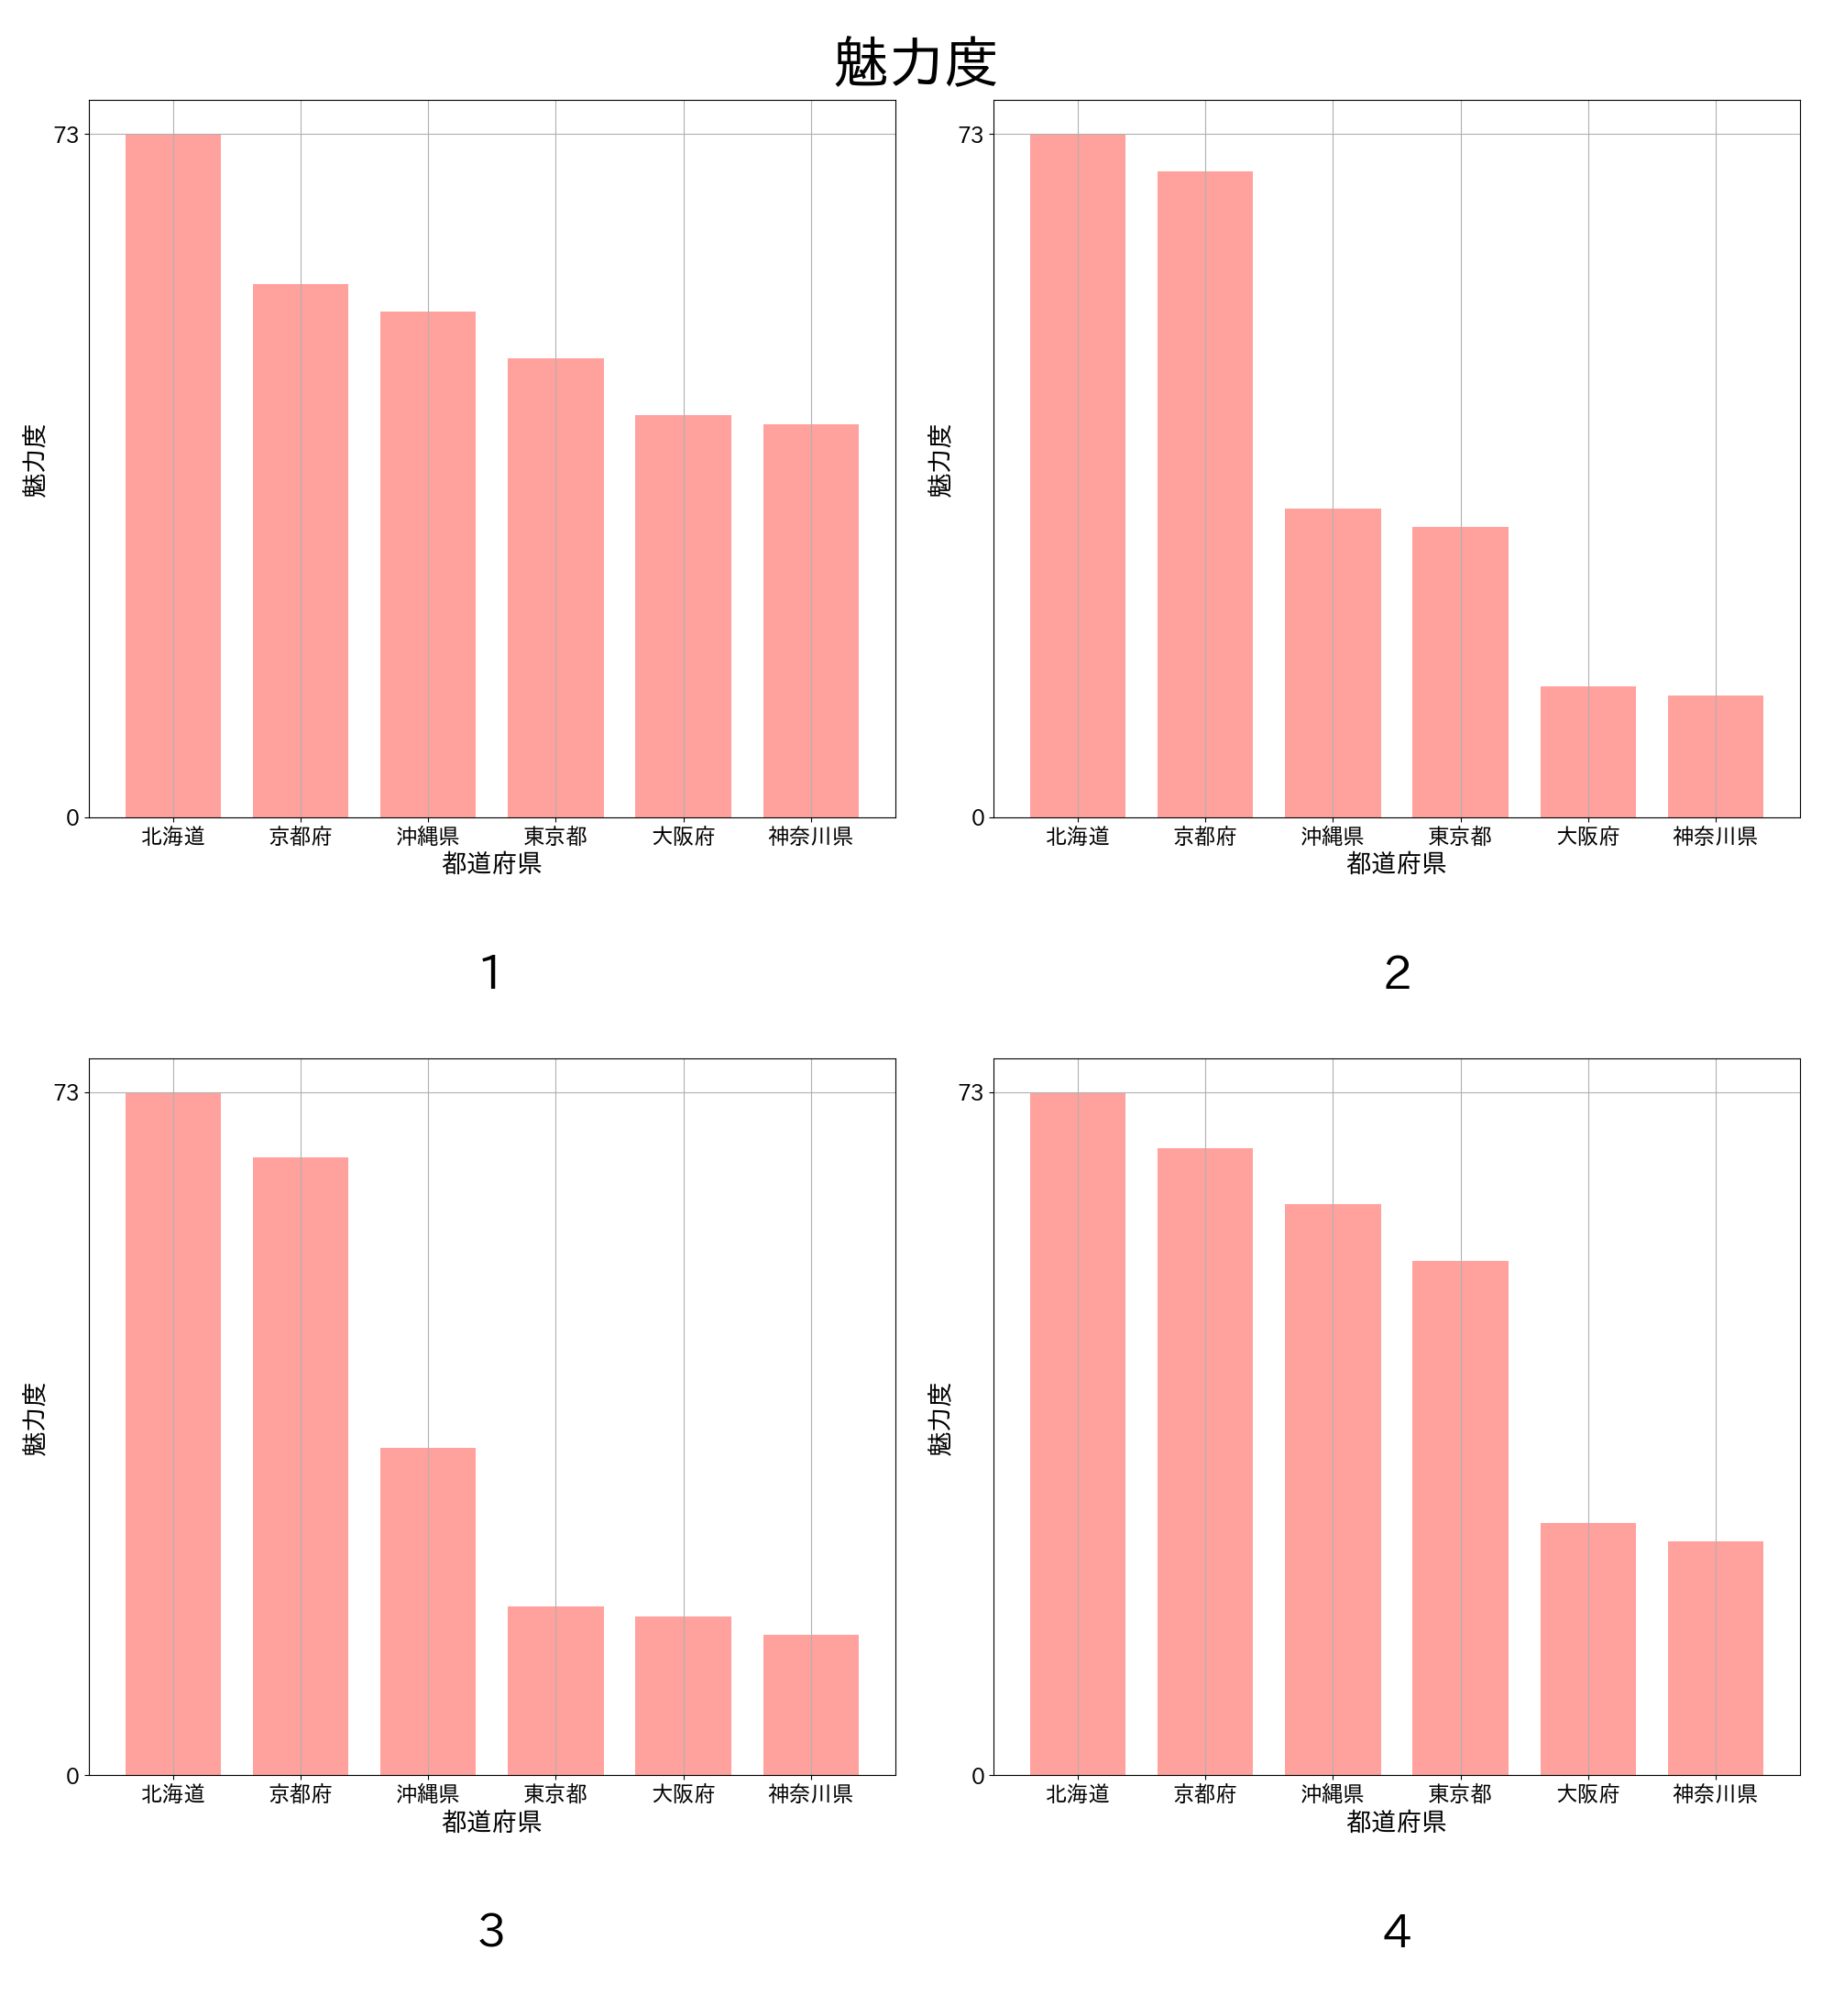 魅力度
73
0
魅力度
北海道 京都府 沖縄県 東京都 大阪府 神奈川県
都道府県
1
73
0
魅力度
北海道 京都府 沖縄県 東京都 大阪府 神奈川県
都道府県
2
73
0
魅力度
北海道 京都府 沖縄県 東京都 大阪府 神奈川県
都道府県
3
73
0
魅力度
北海道 京都府 沖縄県 東京都 大阪府 神奈川県
都道府県
4